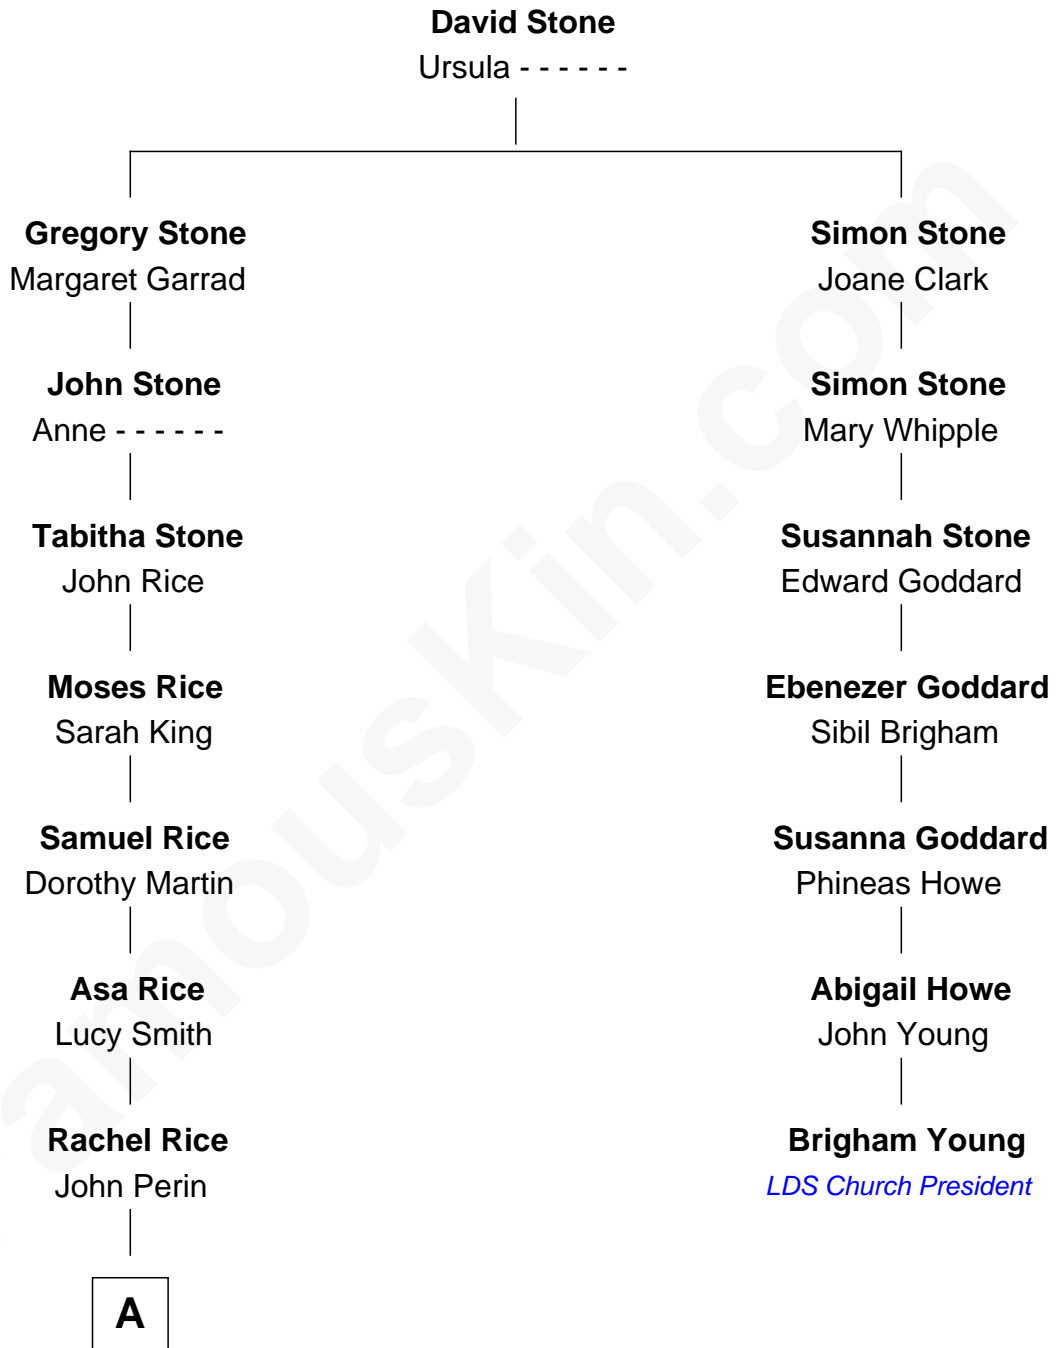 David Stone
Ursula - - - - - -
Gregory Stone
Margaret Garrad
Simon Stone
Joane Clark
John Stone
Anne - - - - - -
Simon Stone
Mary Whipple
Tabitha Stone
John Rice
Susannah Stone
Edward Goddard
Moses Rice
Sarah King
Ebenezer Goddard
Sibil Brigham
Samuel Rice
Dorothy Martin
Susanna Goddard
Phineas Howe
Asa Rice
Lucy Smith
Abigail Howe
John Young
Rachel Rice
John Perin
Brigham Young
LDS Church President
A
amouskin.com